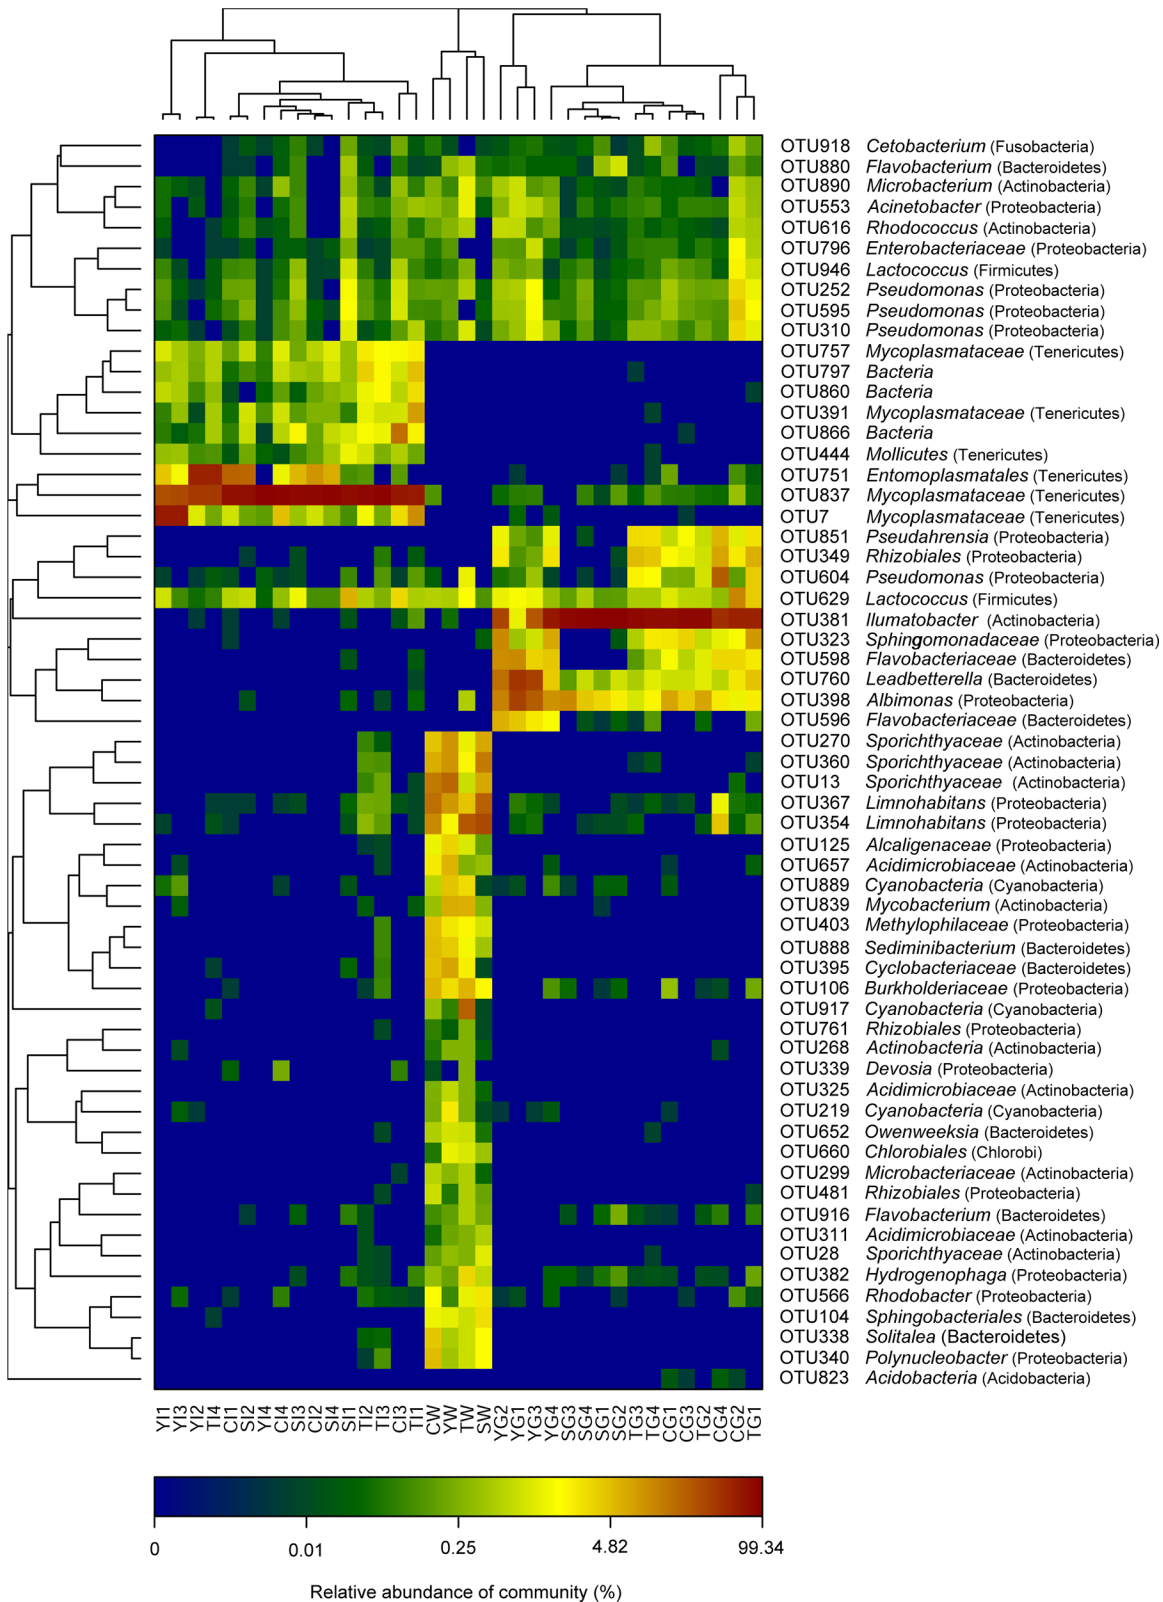 OTU918 Cetobacterium (Fusobacteria)
OTU880 Flavobacterium (Bacteroidetes)
OTU890 Microbacterium (Actinobacteria)
OTU553 Acinetobacter (Proteobacteria)
OTU616 Rhodococcus (Actinobacteria)
OTU796 Enterobacteriaceae (Proteobacteria)
OTU946 Lactococcus (Firmicutes)
OTU252 Pseudomonas (Proteobacteria)
OTU595 Pseudomonas (Proteobacteria)
OTU310 Pseudomonas (Proteobacteria)
OTU757 Mycoplasmataceae (Tenericutes)
OTU797 Bacteria
OTU860 Bacteria
OTU391 Mycoplasmataceae (Tenericutes)
OTU866 Bacteria
OTU444 Mollicutes (Tenericutes)
OTU751 Entomoplasmatales (Tenericutes)
OTU837 Mycoplasmataceae (Tenericutes)
OTU7 Mycoplasmataceae (Tenericutes)
OTU851 Pseudahrensia (Proteobacteria)
OTU349 Rhizobiales (Proteobacteria)
OTU604 Pseudomonas (Proteobacteria)
OTU629 Lactococcus (Firmicutes)
OTU381 Ilumatobacter (Actinobacteria)
OTU323 Sphingomonadaceae (Proteobacteria)
OTU598 Flavobacteriaceae (Bacteroidetes)
OTU760 Leadbetterella (Bacteroidetes)
OTU398 Albimonas (Proteobacteria)
OTU596 Flavobacteriaceae (Bacteroidetes)
OTU270 Sporichthyaceae (Actinobacteria)
OTU360 Sporichthyaceae (Actinobacteria)
OTU13 Sporichthyaceae (Actinobacteria)
OTU367 Limnohabitans (Proteobacteria)
OTU354 Limnohabitans (Proteobacteria)
OTU125 Alcaligenaceae (Proteobacteria)
OTU657 Acidimicrobiaceae (Actinobacteria)
OTU889 Cyanobacteria (Cyanobacteria)
OTU839 Mycobacterium (Actinobacteria)
OTU403 Methylophilaceae (Proteobacteria)
OTU888 Sediminibacterium (Bacteroidetes)
OTU395 Cyclobacteriaceae (Bacteroidetes)
OTU106 Burkholderiaceae (Proteobacteria)
OTU917 Cyanobacteria (Cyanobacteria)
OTU761 Rhizobiales (Proteobacteria)
OTU268 Actinobacteria (Actinobacteria)
OTU339 Devosia (Proteobacteria)
OTU325 Acidimicrobiaceae (Actinobacteria)
OTU219 Cyanobacteria (Cyanobacteria)
OTU652 Owenweeksia (Bacteroidetes)
OTU660 Chlorobiales (Chlorobi)
OTU299 Microbacteriaceae (Actinobacteria)
OTU481 Rhizobiales (Proteobacteria)
OTU916 Flavobacterium (Bacteroidetes)
OTU311 Acidimicrobiaceae (Actinobacteria)
OTU28 Sporichthyaceae (Actinobacteria)
OTU382 Hydrogenophaga (Proteobacteria)
OTU566 Rhodobacter (Proteobacteria)
OTU104 Sphingobacteriales (Bacteroidetes)
OTU338 Solitalea (Bacteroidetes)
OTU340 Polynucleobacter (Proteobacteria)
OTU823 Acidobacteria (Acidobacteria)
YI1 YI3 YI2 TI4 CI1 SI2 YI4 CI4 SI3 CI2 SI4 SI1 TI2 TI3 CI3 TI1 CW YW TW SW YG2 YG1 YG3 YG4 SG3 SG4 SG1 SG2 TG3 TG4 CG1 CG3 TG2 CG4 CG2 TG1
0 0.01 0.25 4.82 99.34
Relative abundance of community (%)